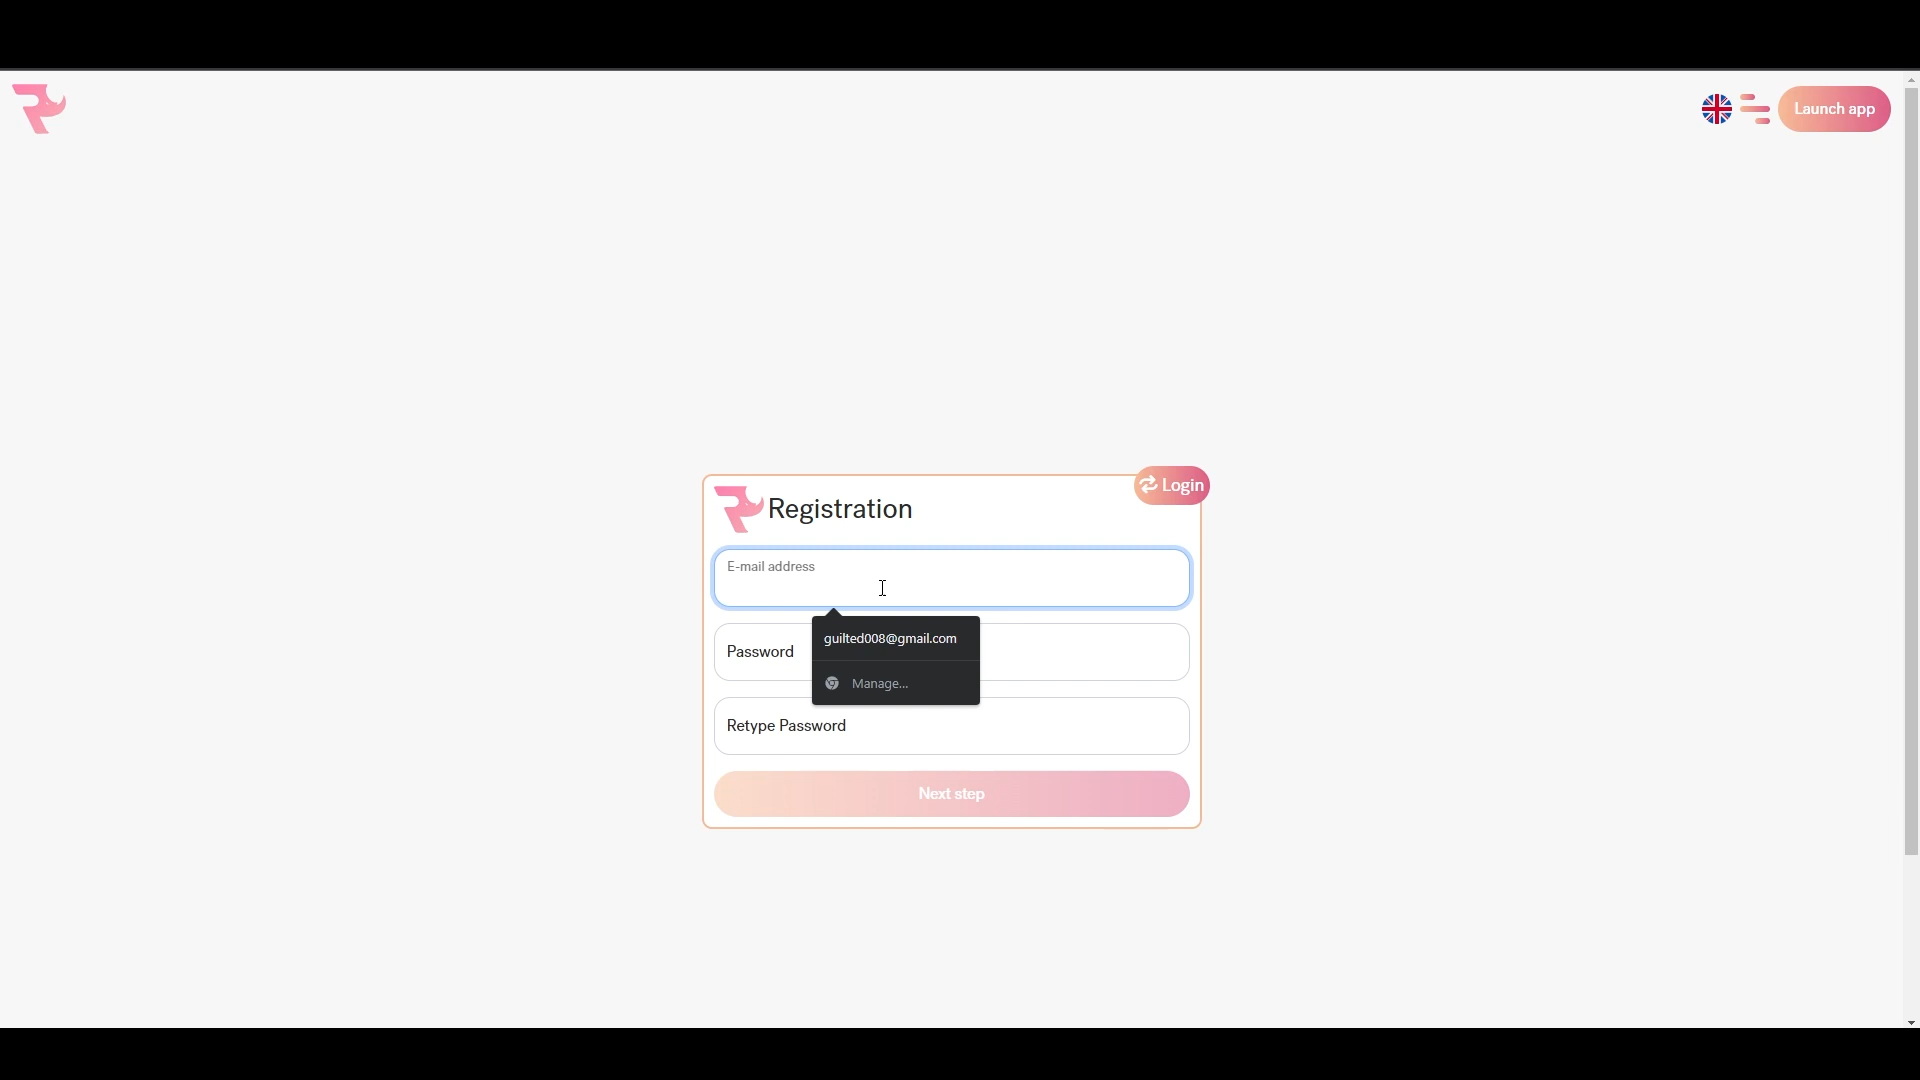 Launch app
Login
Registration
E-mail address
guilted008@gmail.com
Password
Manage...
Retype Password
Next step